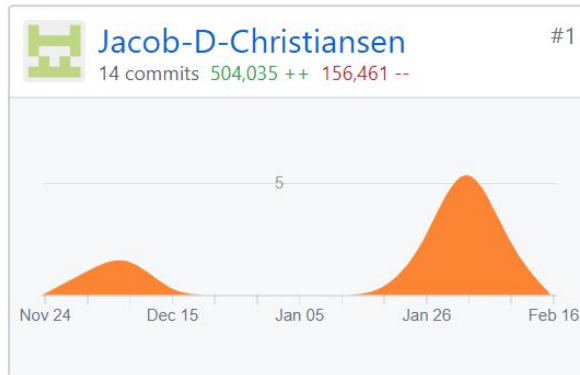 Jacob-D-Christiansen #1
14 commits 504,035 ++ 156,461 --
5
Nov 24 Dec 15 Jan 05 Jan 26 Feb 16